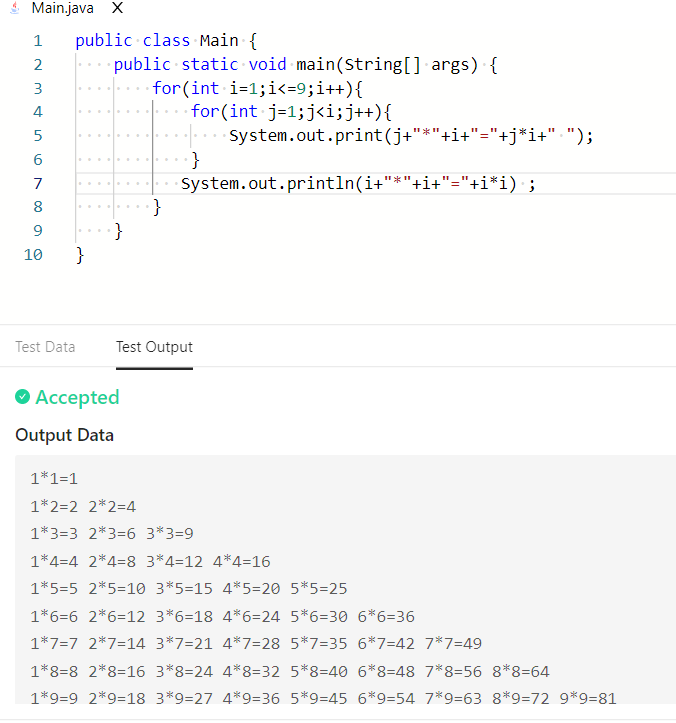 Main.java X
1 public class Main {
2 public static void main(String[] args) {
3 for(int i=1;i<=9;i++){
4 for(int j=1;j<i;j++){
5 System.out.print(j+"*"+i+"="+j*i+" ");
6 }
7 System.out.println(i+"*"+i+"="+i*i) ;
8 }
9 }
10 }
Test Data Test Output
Accepted
Output Data
1*1=1
1*2=2 2*2=4
1*3=3 2*3=6 3*3=9
1*4=4 2*4=8 3*4=12 4*4=16
1*5=5 2*5=10 3*5=15 4*5=20 5*5=25
1*6=6 2*6=12 3*6=18 4*6=24 5*6=30 6*6=36
1*7=7 2*7=14 3*7=21 4*7=28 5*7=35 6*7=42 7*7=49
1*8=8 2*8=16 3*8=24 4*8=32 5*8=40 6*8=48 7*8=56 8*8=64
1*9=9 2*9=18 3*9=27 4*9=36 5*9=45 6*9=54 7*9=63 8*9=72 9*9=81